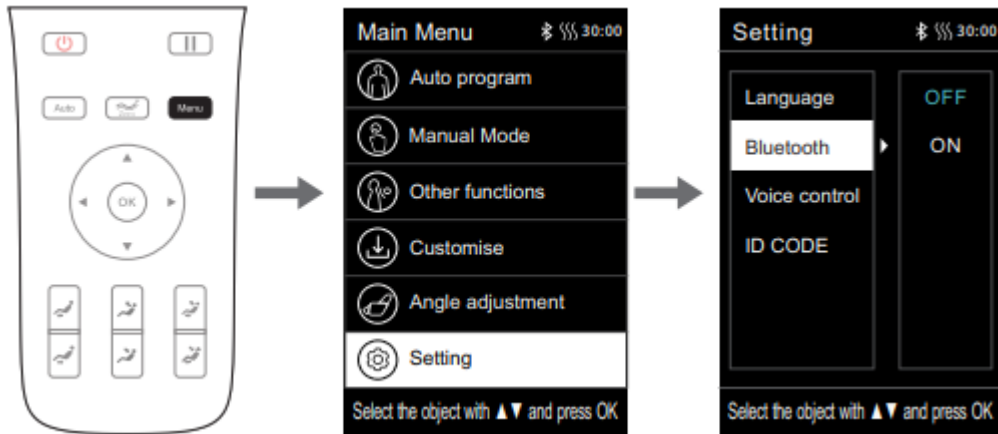 Auto
Menu
OK
Main Menu 30:00
Auto program
Manual Mode
Other functions
Customise
Angle adjustment
Setting
Select the object with ▲▼ and press OK
Setting 30:00
Language
Bluetooth
Voice control
ID CODE
OFF
ON
Select the object with ▲▼ and press OK